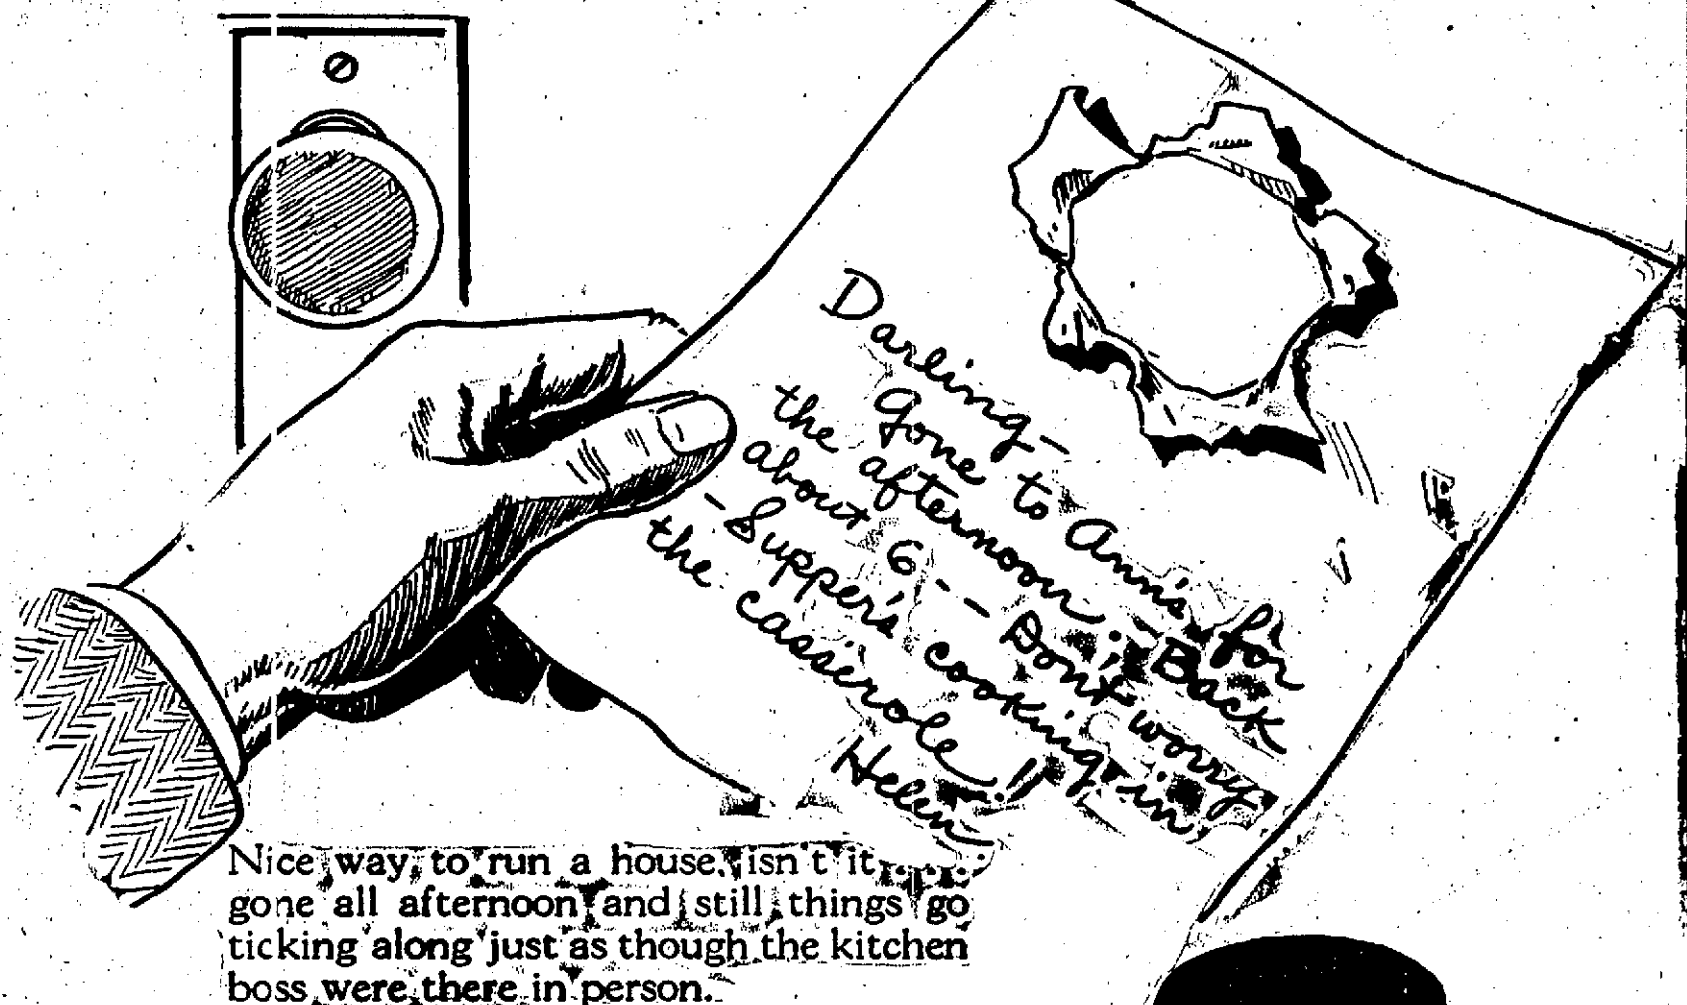 Darling—
Gone to Ann's for
the afternoon; Back
about 6 -- Don't worry.
-Supper's cooking in
the casserole!!
Helen
Nice way to run a house, isn't it ....
gone all afternoon and still things go
ticking along just as though the kitchen
boss were there in person.